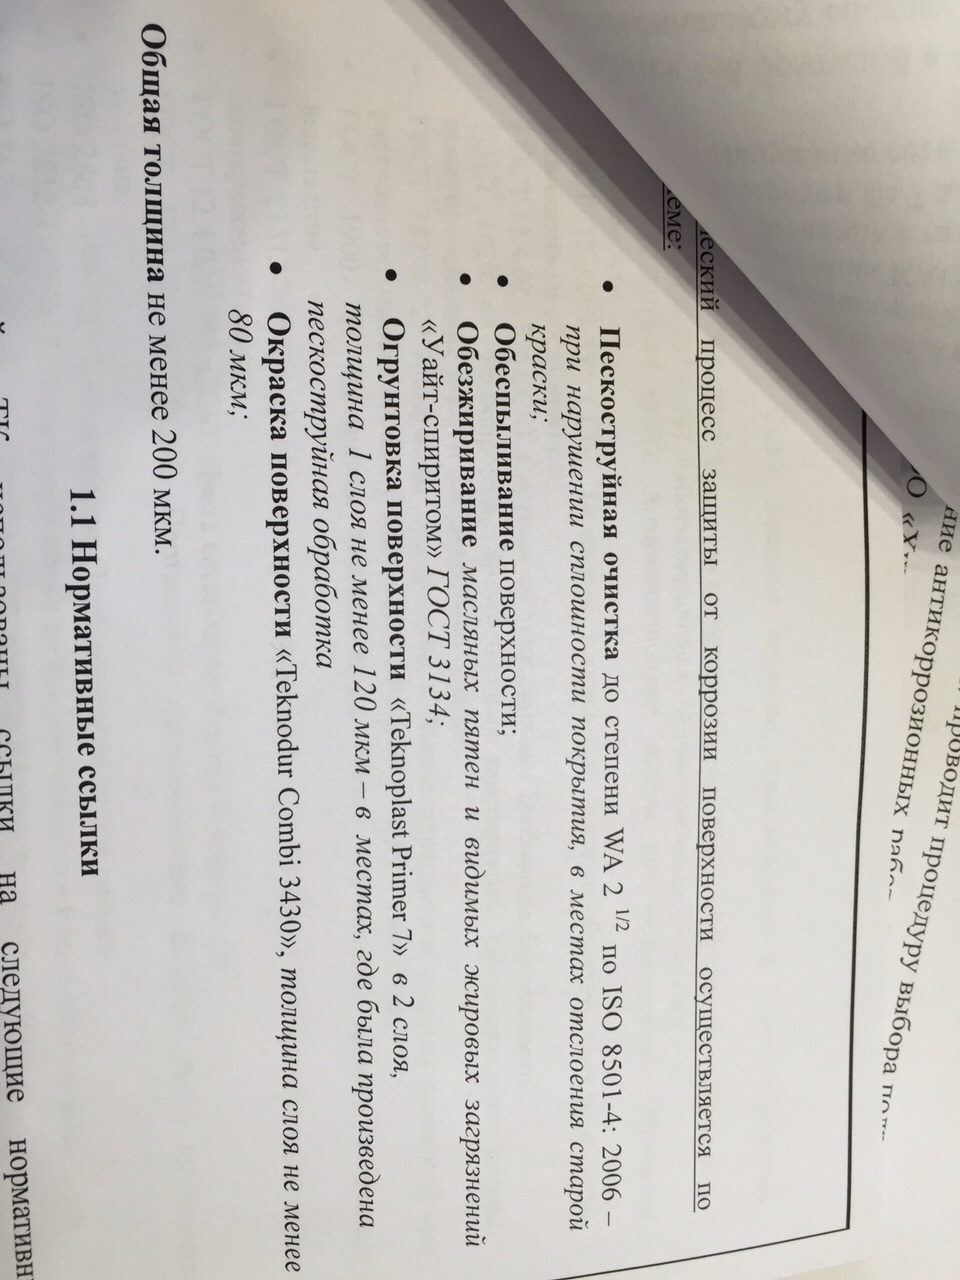 проводит процедуру выбора
антикоррозионных
процесс защиты от коррозии поверхности осуществляется по
• Пескоструйная очистка до степени WA 2 1/2 по ISO 8501-4: 2006 –
при нарушении сплошности покрытия, в местах отслоения старой
краски;
• Обеспыливание поверхности;
• Обезжиривание масляных пятен и видимых жировых загрязнений
«Уайт-спиритом» ГОСТ 3134;
• Огрунтовка поверхности «Teknoplast Primer 7» в 2 слоя,
толщина 1 слоя не менее 120 мкм – в местах, где была произведена
пескоструйная обработка
• Окраска поверхности «Teknodur Combi 3430», толщина слоя не менее
80 мкм;
Общая толщина не менее 200 мкм.
1.1 Нормативные ссылки
ссылки на следующие